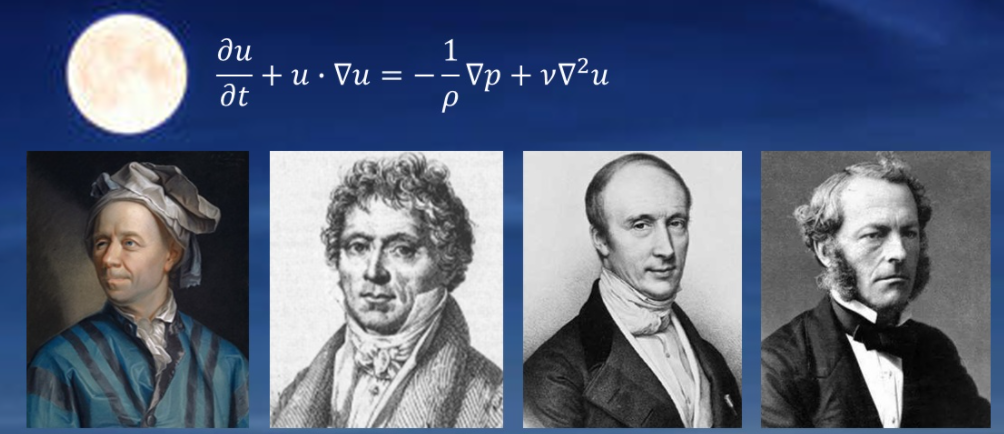 ∂u/∂t + u · ∇u = −1/ρ ∇p + ν∇²u